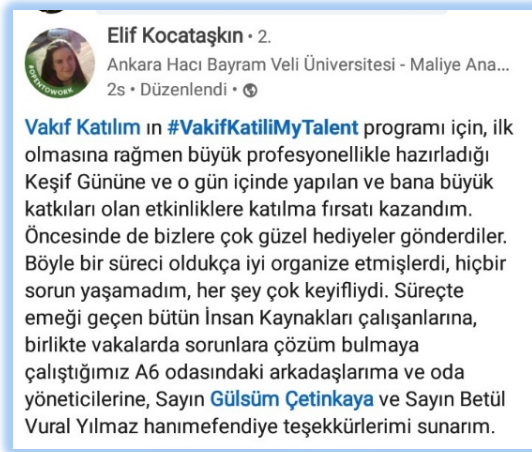 Elif Kocataşkın • 2.
Ankara Hacı Bayram Veli Üniversitesi - Maliye Ana...
2s • Düzenlendi •
#OPENTOWORK
Vakıf Katılım ın #VakifKatiliMyTalent programı için, ilk
olmasına rağmen büyük profesyonellikle hazırladığı
Keşif Gününe ve o gün içinde yapılan ve bana büyük
katkıları olan etkinliklere katılma fırsatı kazandım.
Öncesinde de bizlere çok güzel hediyeler gönderdiler.
Böyle bir süreci oldukça iyi organize etmişlerdi, hiçbir
sorun yaşamadım, her şey çok keyifliydi. Süreçte
emeği geçen bütün İnsan Kaynakları çalışanlarına,
birlikte vakalarda sorunlara çözüm bulmaya
çalıştığımız A6 odasındaki arkadaşlarıma ve oda
yöneticilerine, Sayın Gülsüm Çetinkaya ve Sayın Betül
Vural Yılmaz hanımefendiye teşekkürlerimi sunarım.